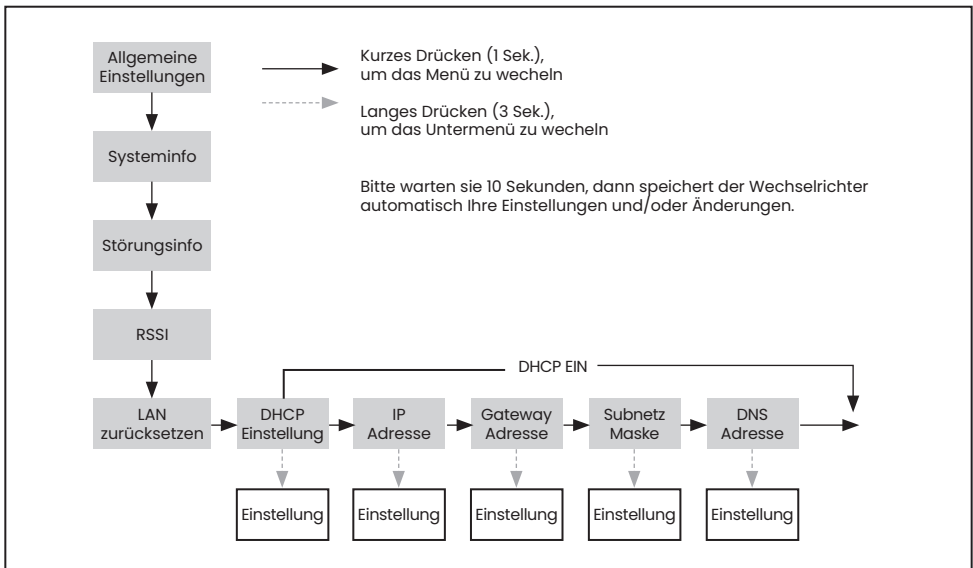 Allgemeine
Einstellungen
Systeminfo
Störungsinfo
RSSI
LAN
zurücksetzen
Kurzes Drücken (1 Sek.),
um das Menü zu wecheln
Langes Drücken (3 Sek.),
um das Untermenü zu wecheln
Bitte warten sie 10 Sekunden, dann speichert der Wechselrichter
automatisch Ihre Einstellungen und/oder Änderungen.
DHCP EIN
DHCP
Einstellung
IP
Adresse
Gateway
Adresse
Subnetz
Maske
DNS
Adresse
Einstellung
Einstellung
Einstellung
Einstellung
Einstellung